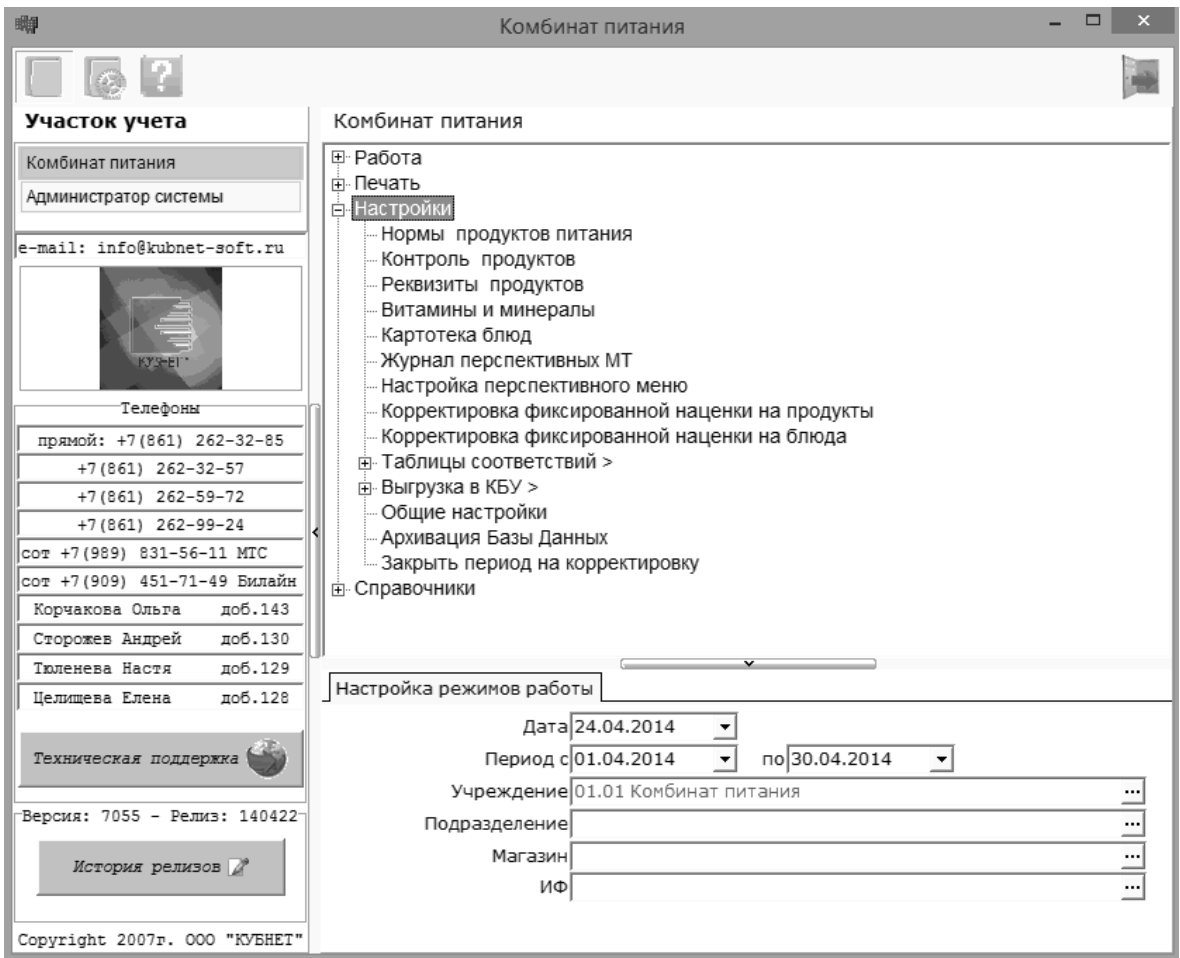 Комбинат питания
Участок учета
Комбинат питания
Администратор системы
e-mail: info@kubnet-soft.ru
Телефоны
прямой: +7(861) 262-32-85
+7(861) 262-32-57
+7(861) 262-59-72
+7(861) 262-99-24
сот +7(989) 831-56-11 МТС
сот +7(909) 451-71-49 Билайн
Корчакова Ольга доб.143
Сторожев Андрей доб.130
Тюленева Настя доб.129
Целищева Елена доб.128
Техническая поддержка
Версия: 7055 - Релиз: 140422
История релизов
Copyright 2007г. ООО "КУБНЕТ"
Комбинат питания
Работа
Печать
Настройки
Нормы продуктов питания
Контроль продуктов
Реквизиты продуктов
Витамины и минералы
Картотека блюд
Журнал перспективных МТ
Настройка перспективного меню
Корректировка фиксированной наценки на продукты
Корректировка фиксированной наценки на блюда
Таблицы соответствий >
Выгрузка в КБУ >
Общие настройки
Архивация Базы Данных
Закрыть период на корректировку
Справочники
Настройка режимов работы
Дата 24.04.2014
Период с 01.04.2014 по 30.04.2014
Учреждение 01.01 Комбинат питания
Подразделение
Магазин
ИФ